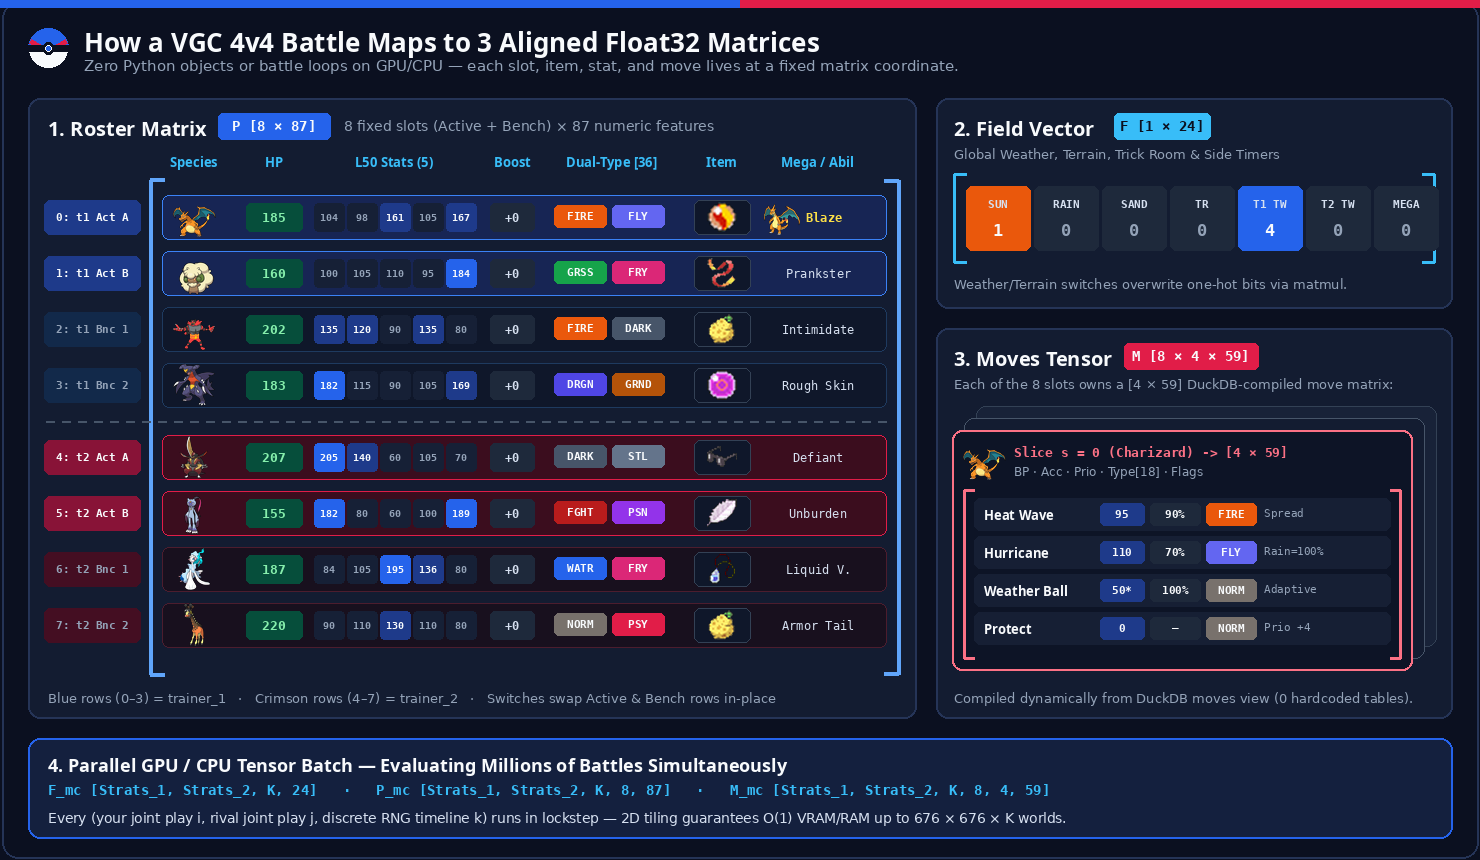 How a VGC 4v4 Battle Maps to 3 Aligned Float32 Matrices
Zero Python objects or battle loops on GPU/CPU — each slot, item, stat, and move lives at a fixed matrix coordinate.
1. Roster Matrix P [8 × 87] 8 fixed slots (Active + Bench) × 87 numeric features
Species HP L50 Stats (5) Boost Dual-Type [36] Item Mega / Abil
0: t1 Act A 185 104 98 161 105 167 +0 FIRE FLY Blaze
1: t1 Act B 160 100 105 110 95 184 +0 GRSS FRY Prankster
2: t1 Bnc 1 202 135 120 90 135 80 +0 FIRE DARK Intimidate
3: t1 Bnc 2 183 182 115 90 105 169 +0 DRGN GRND Rough Skin
4: t2 Act A 207 205 140 60 105 70 +0 DARK STL Defiant
5: t2 Act B 155 182 80 60 100 189 +0 FGHT PSN Unburden
6: t2 Bnc 1 187 84 105 195 136 80 +0 WATR FRY Liquid V.
7: t2 Bnc 2 220 90 110 130 110 80 +0 NORM PSY Armor Tail
Blue rows (0–3) = trainer_1 · Crimson rows (4–7) = trainer_2 · Switches swap Active & Bench rows in-place
2. Field Vector F [1 × 24]
Global Weather, Terrain, Trick Room & Side Timers
SUN RAIN SAND TR T1 TW T2 TW MEGA
1 0 0 0 4 0 0
Weather/Terrain switches overwrite one-hot bits via matmul.
3. Moves Tensor M [8 × 4 × 59]
Each of the 8 slots owns a [4 × 59] DuckDB-compiled move matrix:
Slice s = 0 (Charizard) -> [4 × 59]
BP · Acc · Prio · Type[18] · Flags
Heat Wave 95 90% FIRE Spread
Hurricane 110 70% FLY Rain=100%
Weather Ball 50* 100% NORM Adaptive
Protect 0 — NORM Prio +4
Compiled dynamically from DuckDB moves view (0 hardcoded tables).
4. Parallel GPU / CPU Tensor Batch — Evaluating Millions of Battles Simultaneously
F_mc [Strats_1, Strats_2, K, 24] · P_mc [Strats_1, Strats_2, K, 8, 87] · M_mc [Strats_1, Strats_2, K, 8, 4, 59]
Every (your joint play i, rival joint play j, discrete RNG timeline k) runs in lockstep — 2D tiling guarantees O(1) VRAM/RAM up to 676 × 676 × K worlds.